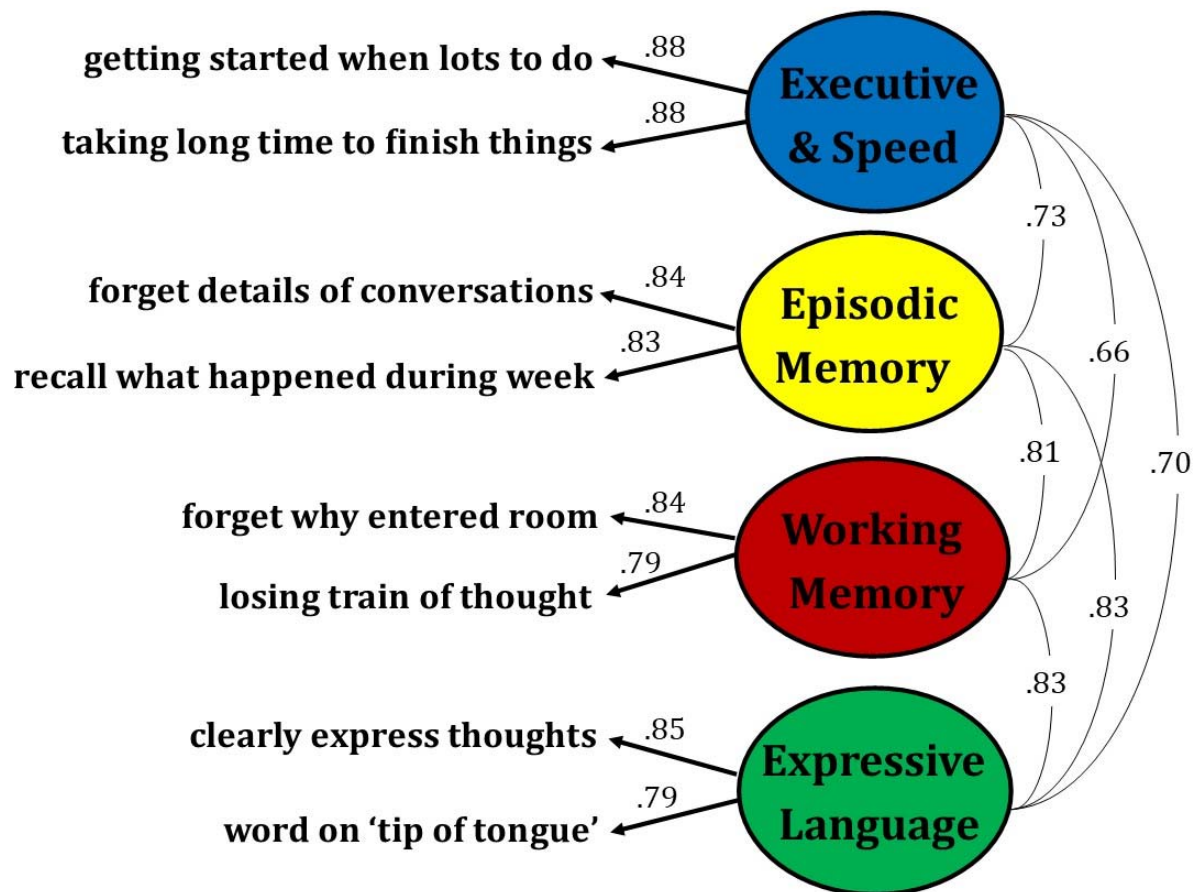 getting started when lots to do
.88
Executive
& Speed
.88
taking long time to finish things
.73
forget details of conversations
.84
Episodic
Memory
.83
recall what happened during week
.66
.81
.70
forget why entered room
.84
Working
Memory
.79
losing train of thought
.83
.83
clearly express thoughts
.85
Expressive
Language
.79
word on ‘tip of tongue’